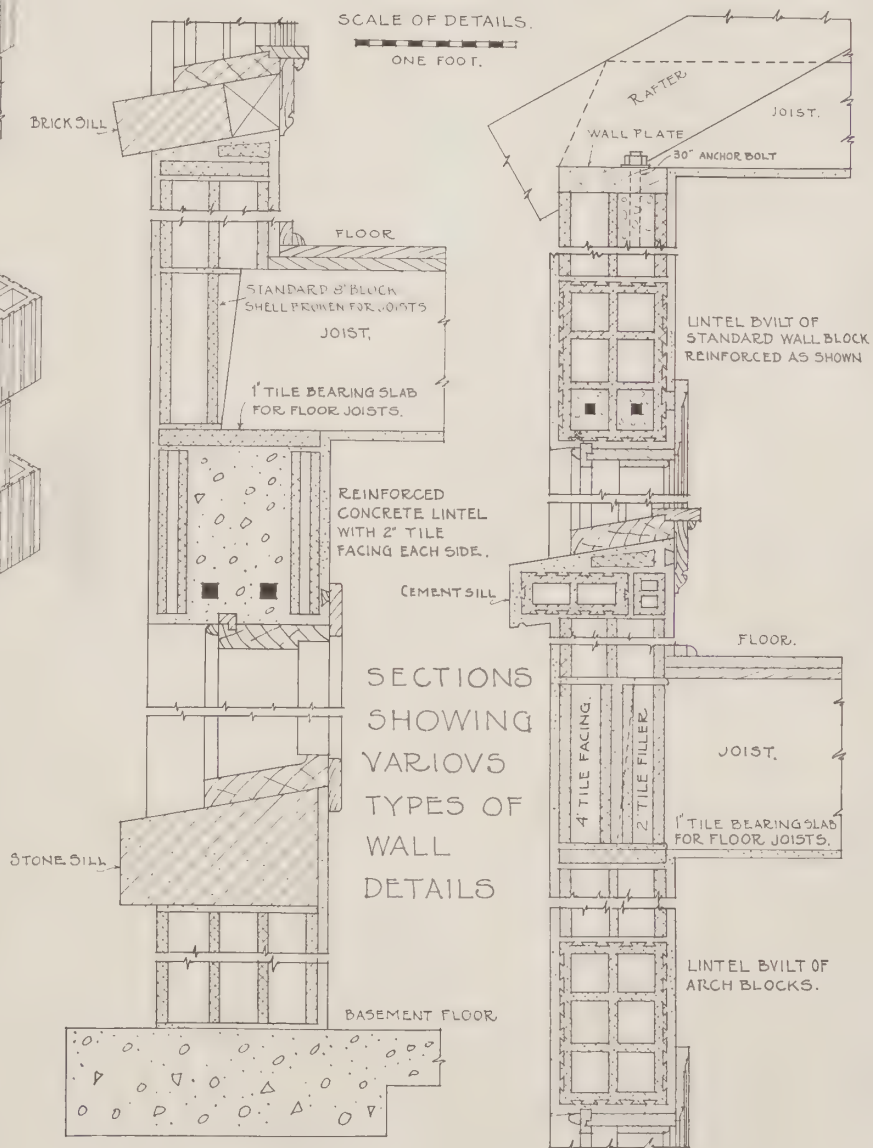 SCALE OF DETAILS.
ONE FOOT.
BRICK SILL
FLOOR
STANDARD 8" BLOCK
SHELL BROKEN FOR JOISTS
JOIST.
1" TILE BEARING SLAB
FOR FLOOR JOISTS.
REINFORCED
CONCRETE LINTEL
WITH 2" TILE
FACING EACH SIDE.
SECTIONS
SHOWING
VARIOVS
TYPES OF
WALL
DETAILS
STONE SILL
BASEMENT FLOOR
RAFTER
JOIST.
WALL PLATE
30" ANCHOR BOLT
LINTEL BVILT OF
STANDARD WALL BLOCK
REINFORCED AS SHOWN
CEMENT SILL
FLOOR.
4" TILE FACING.
2" TILE FILLER
JOIST.
1" TILE BEARING SLAB
FOR FLOOR JOISTS.
LINTEL BVILT OF
ARCH BLOCKS.